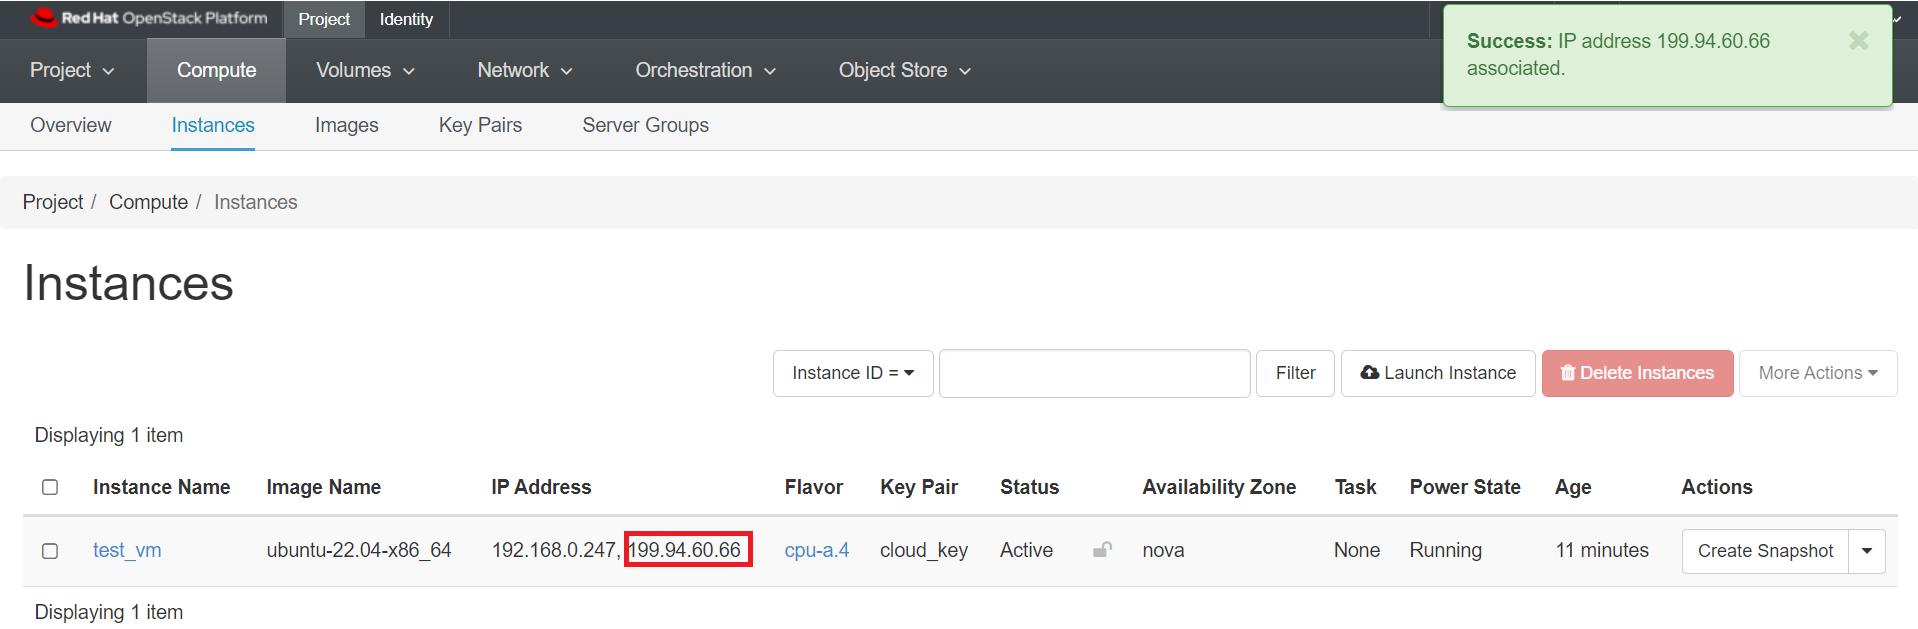 Red Hat OpenStack Platform Project Identity
Success: IP address 199.94.60.66
associated.
Project Compute Volumes Network Orchestration Object Store
Overview Instances Images Key Pairs Server Groups
Project / Compute / Instances
Instances
Instance ID = Filter Launch Instance Delete Instances More Actions
Displaying 1 item
Instance Name Image Name IP Address Flavor Key Pair Status Availability Zone Task Power State Age Actions
test_vm ubuntu-22.04-x86_64 192.168.0.247, 199.94.60.66 cpu-a.4 cloud_key Active nova None Running 11 minutes Create Snapshot
Displaying 1 item